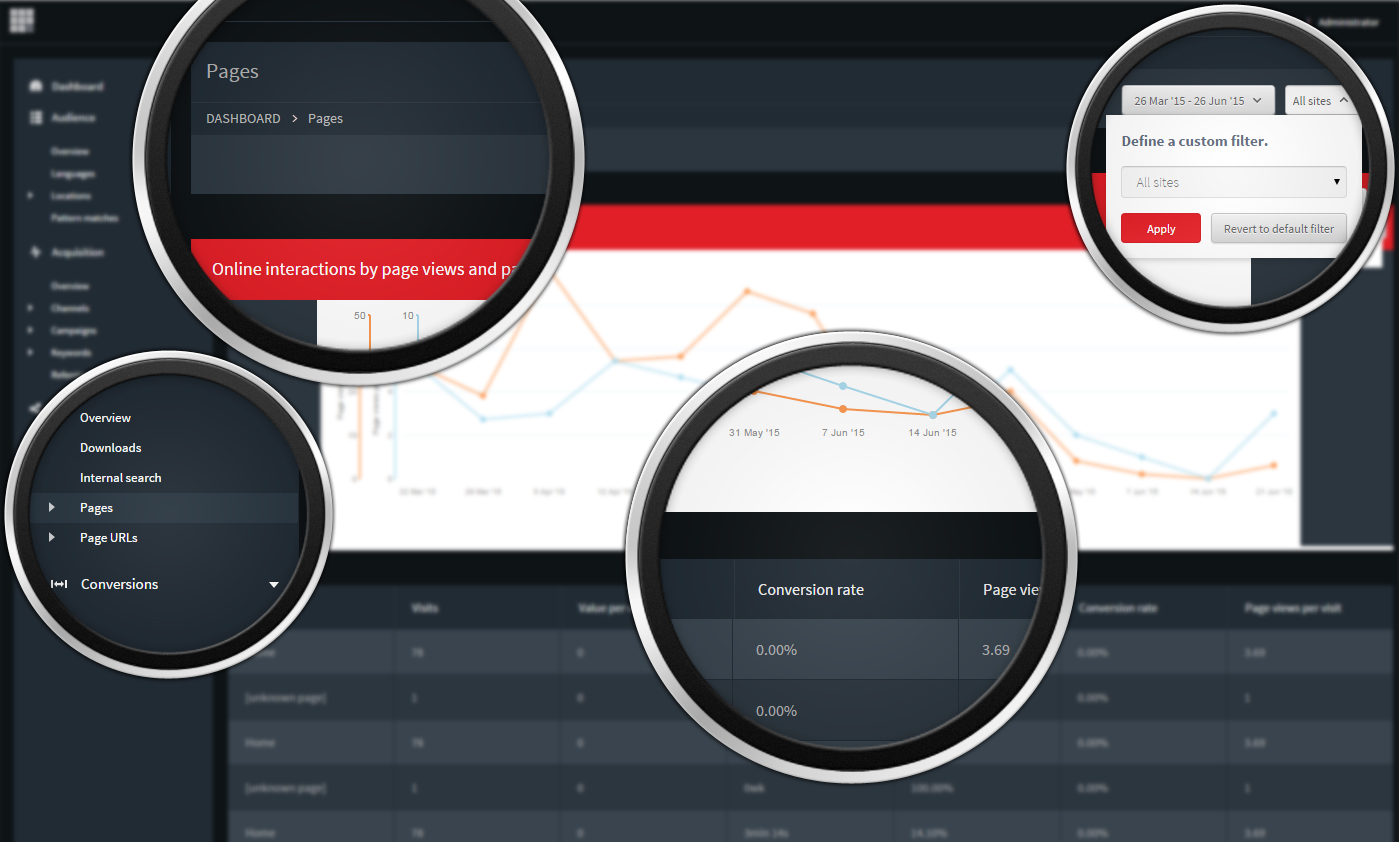 Administrator
Pages
DASHBOARD > Pages
26 Mar '15 - 26 Jun '15 All sites
Define a custom filter.
All sites
Apply Revert to default filter
Dashboard
Audience
Overview
Languages
Locations
Pattern matches
Acquisition
Overview
Channels
Campaigns
Keywords
Online interactions by page views and
50 10
Overview
Downloads
Internal search
Pages
Page URLs
Conversions
31 May '15 7 Jun '15 14 Jun '15
Conversion rate Page
0.00% 3.69
0.00%
Visits Conversion rate Page views per visit
78 0 0.00% 3.69
[unknown page] 1 0 0.00% 1
Home 78 0 0.00% 3.69
[unknown page] 1 0 100.00% 0.00% 1
Home 78 0 3min 14s 14.10% 0.00% 3.69